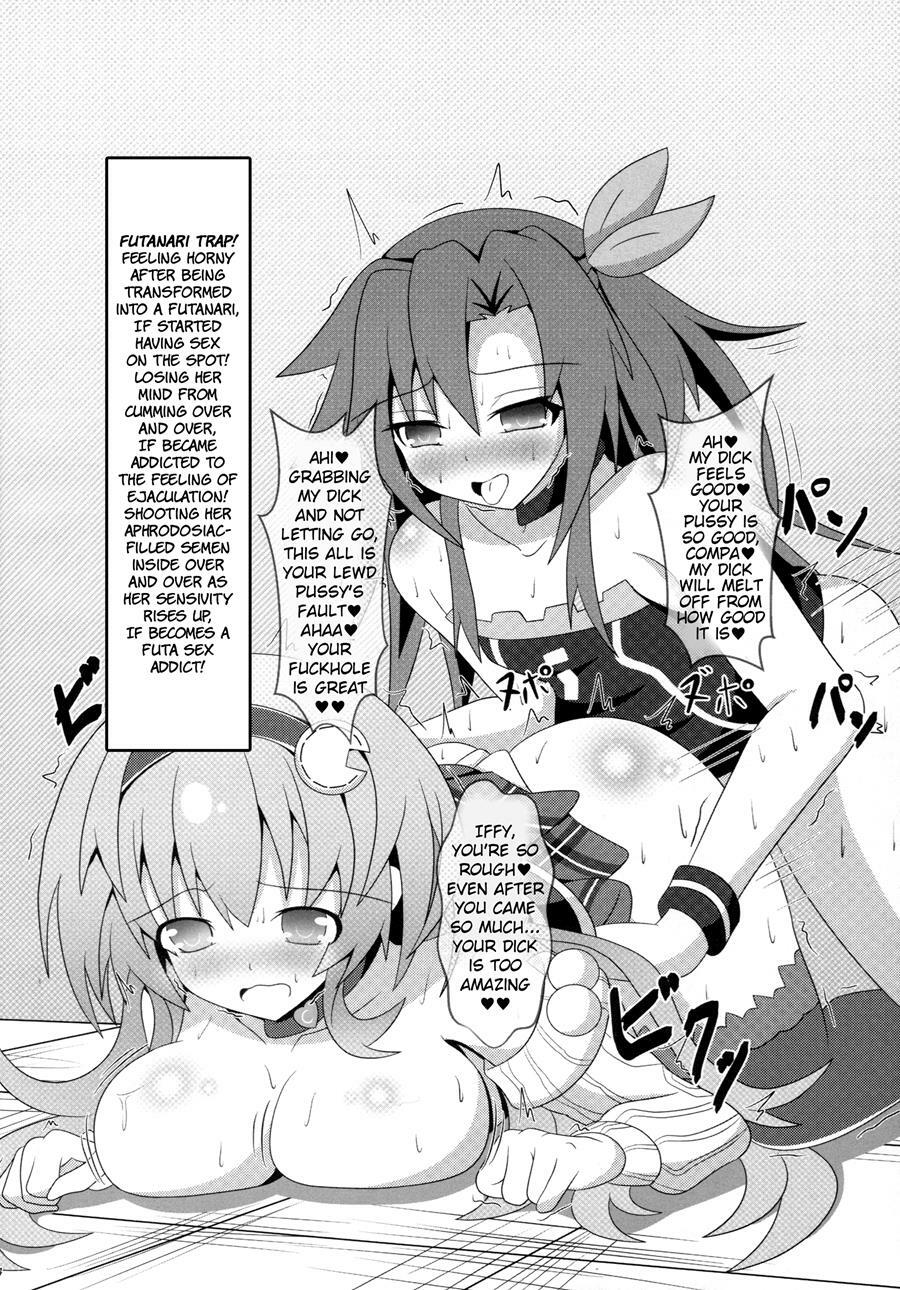 FUTANARI TRAP!
FEELING HORNY
AFTER BEING
TRANSFORMED
INTO A FUTANARI,
IF STARTED
HAVING SEX
ON THE SPOT!
LOSING HER
MIND FROM
CUMMING OVER
AND OVER,
IF BECAME
ADDICTED TO
THE FEELING OF
EJACULATION!
SHOOTING HER
APHRODOSIAC-
FILLED SEMEN
INSIDE OVER
AND OVER AS
HER SENSIVITY
RISES UP,
IF BECOMES A
FUTA SEX
ADDICT!
AHI♥
GRABBING
MY DICK
AND NOT
LETTING GO,
THIS ALL IS
YOUR LEWD
PUSSY'S
FAULT♥
AHAA♥
YOUR
FUCKHOLE
IS GREAT
♥♥
AH♥
MY DICK
FEELS
GOOD♥
YOUR
PUSSY IS
SO GOOD,
COMPA♥
MY DICK
WILL MELT
OFF FROM
HOW GOOD
IT IS♥
パン
ヌポ
ズポ
パン
ビ
IFFY,
YOU'RE SO
ROUGH♥
EVEN AFTER
YOU CAME
SO MUCH...
YOUR DICK
IS TOO
AMAZING
♥♥
ビクッ